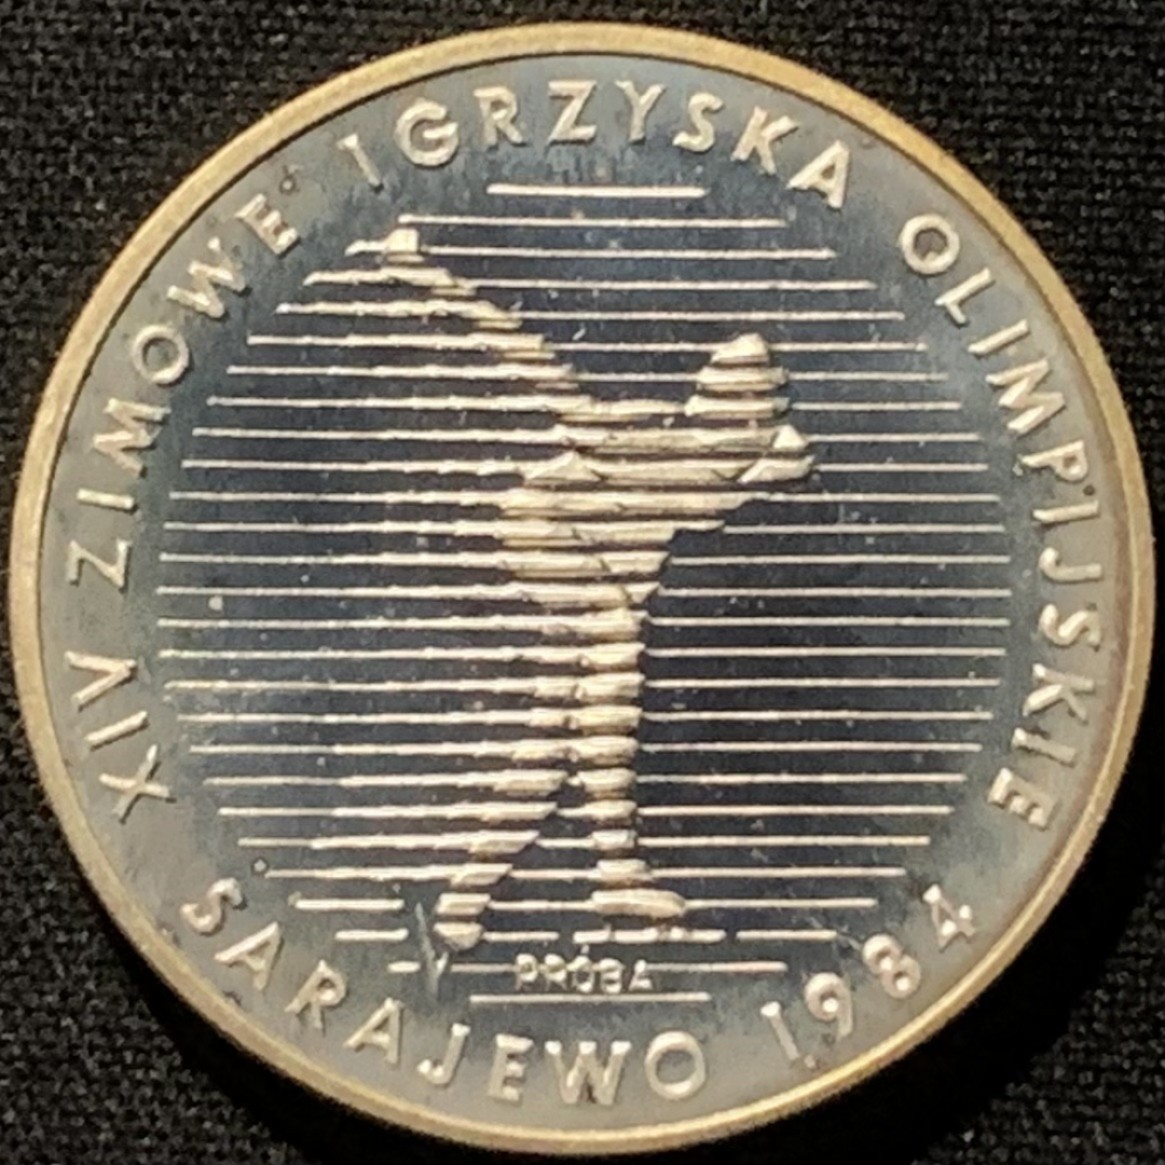 XIV ZIMOWE IGRZYSKA OLIMPIJSKIE
SARAJEWO 1984
PRÓBA